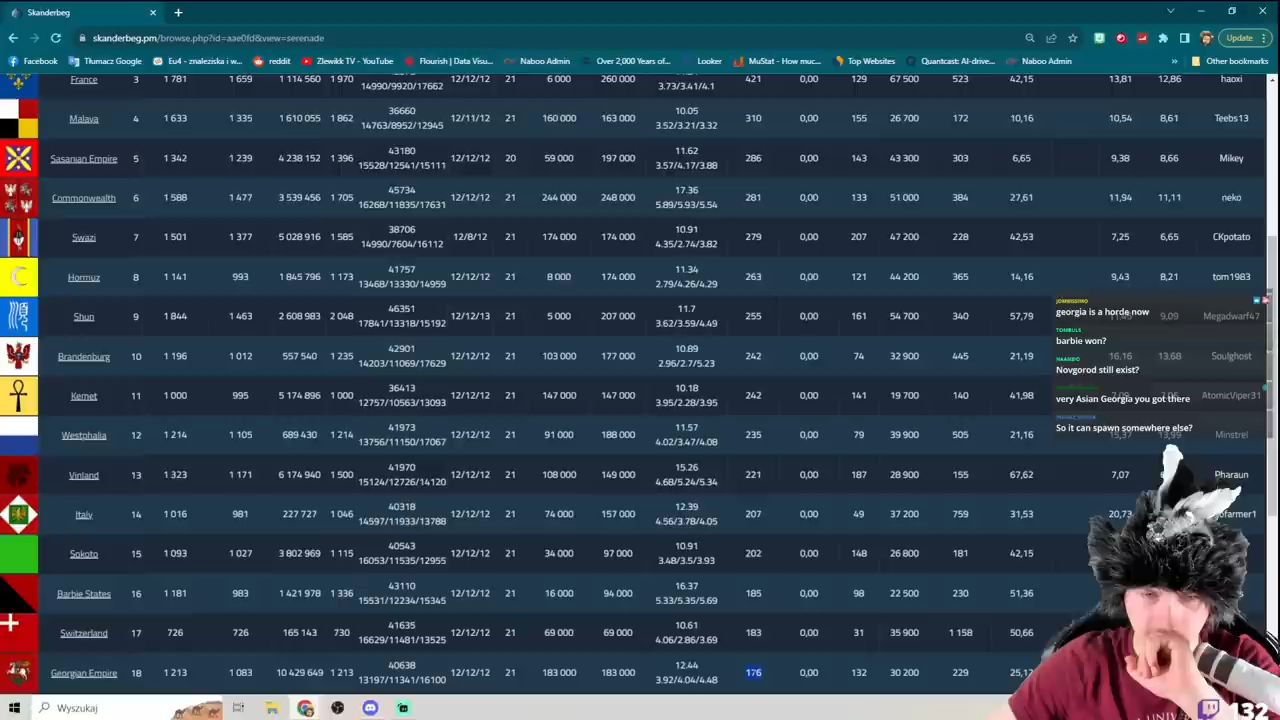 Skanderbeg
skanderbeg.pm/browse.php?id=aae0fd&view=serenade
Update
Facebook Tłumacz Google Eu4 - znaleziska i w... reddit Zlewikk TV - YouTube Flourish | Data Visu... Naboo Admin Over 2,000 Years of... Looker MuStat - How muc... Top Websites Quantcast: AI-drive... Naboo Admin » Other bookmarks
France 3 1 781 1 659 1 114 560 1 970 14990/9920/17662 21 6 000 260 000 3.73/3.41/4.1 421 0,00 129 67 500 523 42,15 13,81 12,86 haoxi
Malaya 4 1 633 1 335 1 610 055 1 862 36660 14763/8952/12945 12/11/12 21 160 000 163 000 10.05 3.52/3.21/3.32 310 0,00 155 26 700 172 10,16 10,54 8,61 Teebs13
Sasanian Empire 5 1 342 1 239 4 238 152 1 396 43180 15528/12541/15111 12/12/12 20 59 000 197 000 11.62 3.57/4.17/3.88 286 0,00 143 43 300 303 6,65 9,38 8,66 Mikey
Commonwealth 6 1 588 1 477 3 539 456 1 705 45734 16268/11835/17631 12/12/12 21 244 000 248 000 17.36 5.89/5.93/5.54 281 0,00 133 51 000 384 27,61 11,94 11,11 neko
Swazi 7 1 501 1 377 5 028 916 1 585 38706 14990/7604/16112 12/8/12 21 174 000 174 000 10.91 4.35/2.74/3.82 279 0,00 207 47 200 228 42,53 7,25 6,65 CKpotato
Hormuz 8 1 141 993 1 845 796 1 173 41757 13468/13330/14959 12/12/12 21 8 000 174 000 11.34 2.79/4.26/4.29 263 0,00 121 44 200 365 14,16 9,43 8,21 tom1983
Shun 9 1 844 1 463 2 608 983 2 048 46351 17841/13318/15192 12/12/13 21 5 000 207 000 11.7 3.62/3.59/4.49 255 0,00 161 54 700 340 57,79 9,09 Megadwarf47
Brandenburg 10 1 196 1 012 557 540 1 235 42901 14203/11069/17629 12/12/12 21 103 000 177 000 10.89 2.96/2.7/5.23 242 0,00 74 32 900 445 21,19 16,16 13,68 Soulghost
Kemet 11 1 000 995 5 174 896 1 000 36413 12757/10563/13093 12/12/12 21 147 000 147 000 10.18 3.95/2.28/3.95 242 0,00 141 19 700 140 41,98 AtomicViper31
Westphalia 12 1 214 1 105 689 430 1 214 41973 13756/11150/17067 12/12/12 21 91 000 188 000 11.57 4.02/3.47/4.08 235 0,00 79 39 900 505 21,16 15,37 13,99 Minstrel
Vinland 13 1 323 1 171 6 174 940 1 500 41970 15124/12726/14120 12/12/12 21 108 000 149 000 15.26 4.68/5.24/5.34 221 0,00 187 28 900 155 67,62 7,07 Pharaun
Italy 14 1 016 981 227 727 1 046 40318 14597/11933/13788 12/12/12 21 74 000 157 000 12.39 4.56/3.78/4.05 207 0,00 49 37 200 759 31,53 20,73
Sokoto 15 1 093 1 027 3 802 969 1 115 40543 16053/11535/12955 12/12/12 21 34 000 97 000 10.91 3.48/3.5/3.93 202 0,00 148 26 800 181 42,15
Barbie States 16 1 181 983 1 421 978 1 336 43110 15531/12234/15345 12/12/12 21 16 000 94 000 16.37 5.33/5.35/5.69 185 0,00 98 22 500 230 51,36
Switzerland 17 726 726 165 143 730 41635 16629/11481/13525 12/12/12 21 69 000 69 000 10.61 4.06/2.86/3.69 183 0,00 31 35 900 1 158 50,66
Georgian Empire 18 1 213 1 083 10 429 649 1 213 40638 13197/11341/16100 12/12/12 21 183 000 183 000 12.44 3.92/4.04/4.48 176 0,00 132 30 200 229 25,12
JOMBISSIMO
georgia is a horde now
TOMBULS
barbie won?
Novgorod still exist?
very Asian Georgia you got there
So it can spawn somewhere else?
Wyszukaj
132